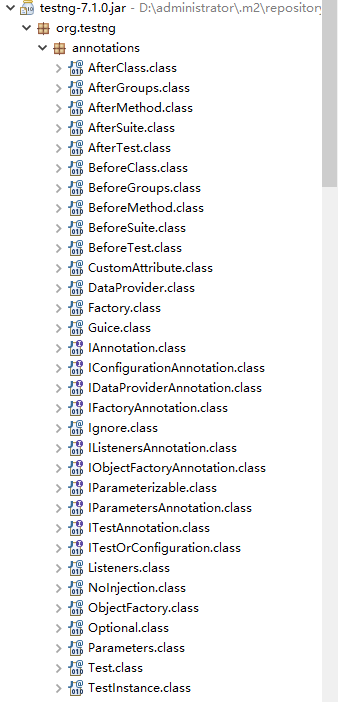 testng-7.1.0.jar - D:\administrator\.m2\repository
org.testng
annotations
AfterClass.class
AfterGroups.class
AfterMethod.class
AfterSuite.class
AfterTest.class
BeforeClass.class
BeforeGroups.class
BeforeMethod.class
BeforeSuite.class
BeforeTest.class
CustomAttribute.class
DataProvider.class
Factory.class
Guice.class
IAnnotation.class
IConfigurationAnnotation.class
IDataProviderAnnotation.class
IFactoryAnnotation.class
Ignore.class
IListenersAnnotation.class
IObjectFactoryAnnotation.class
IParameterizable.class
IParametersAnnotation.class
ITestAnnotation.class
ITestOrConfiguration.class
Listeners.class
NoInjection.class
ObjectFactory.class
Optional.class
Parameters.class
Test.class
TestInstance.class